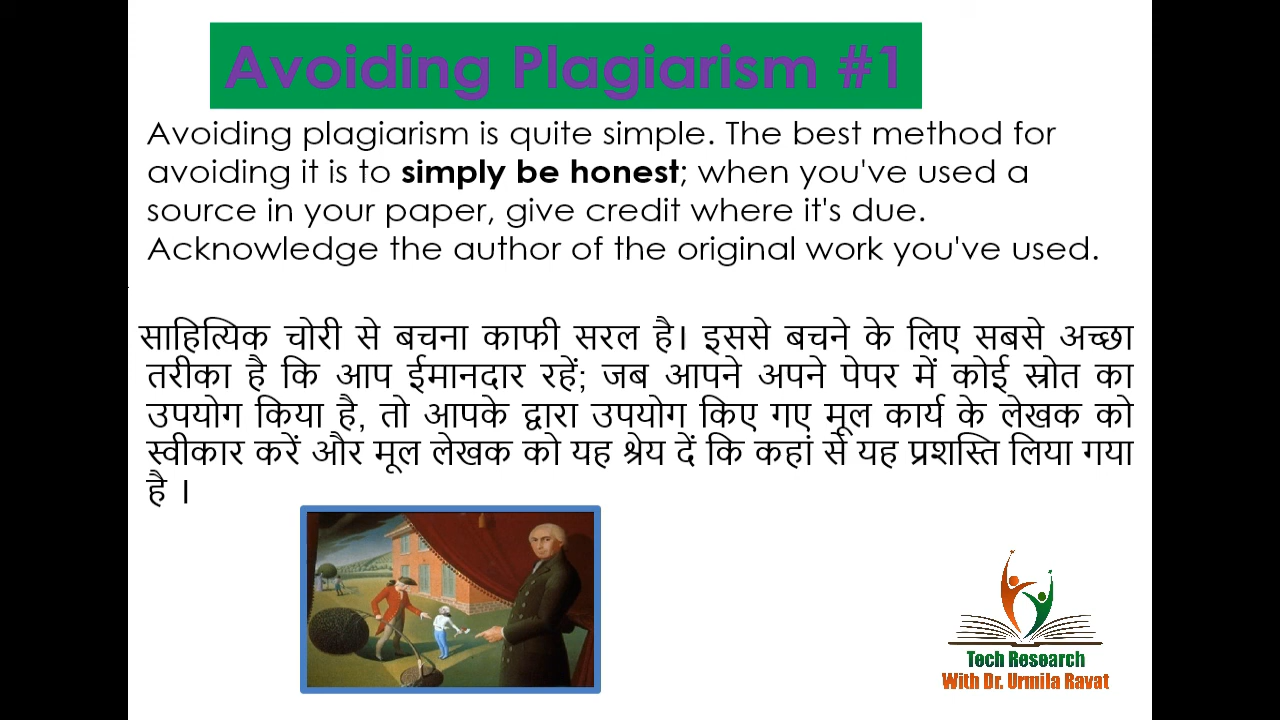 Avoiding Plagiarism #1
Avoiding plagiarism is quite simple. The best method for
avoiding it is to simply be honest; when you've used a
source in your paper, give credit where it's due.
Acknowledge the author of the original work you've used.
साहित्यिक चोरी से बचना काफी सरल है। इससे बचने के लिए सबसे अच्छा
तरीका है कि आप ईमानदार रहें; जब आपने अपने पेपर में कोई स्रोत का
उपयोग किया है, तो आपके द्वारा उपयोग किए गए मूल कार्य के लेखक को
स्वीकार करें और मूल लेखक को यह श्रेय दें कि कहां से यह प्रशस्ति लिया गया
है ।
Tech Research
With Dr. Urmila Ravat